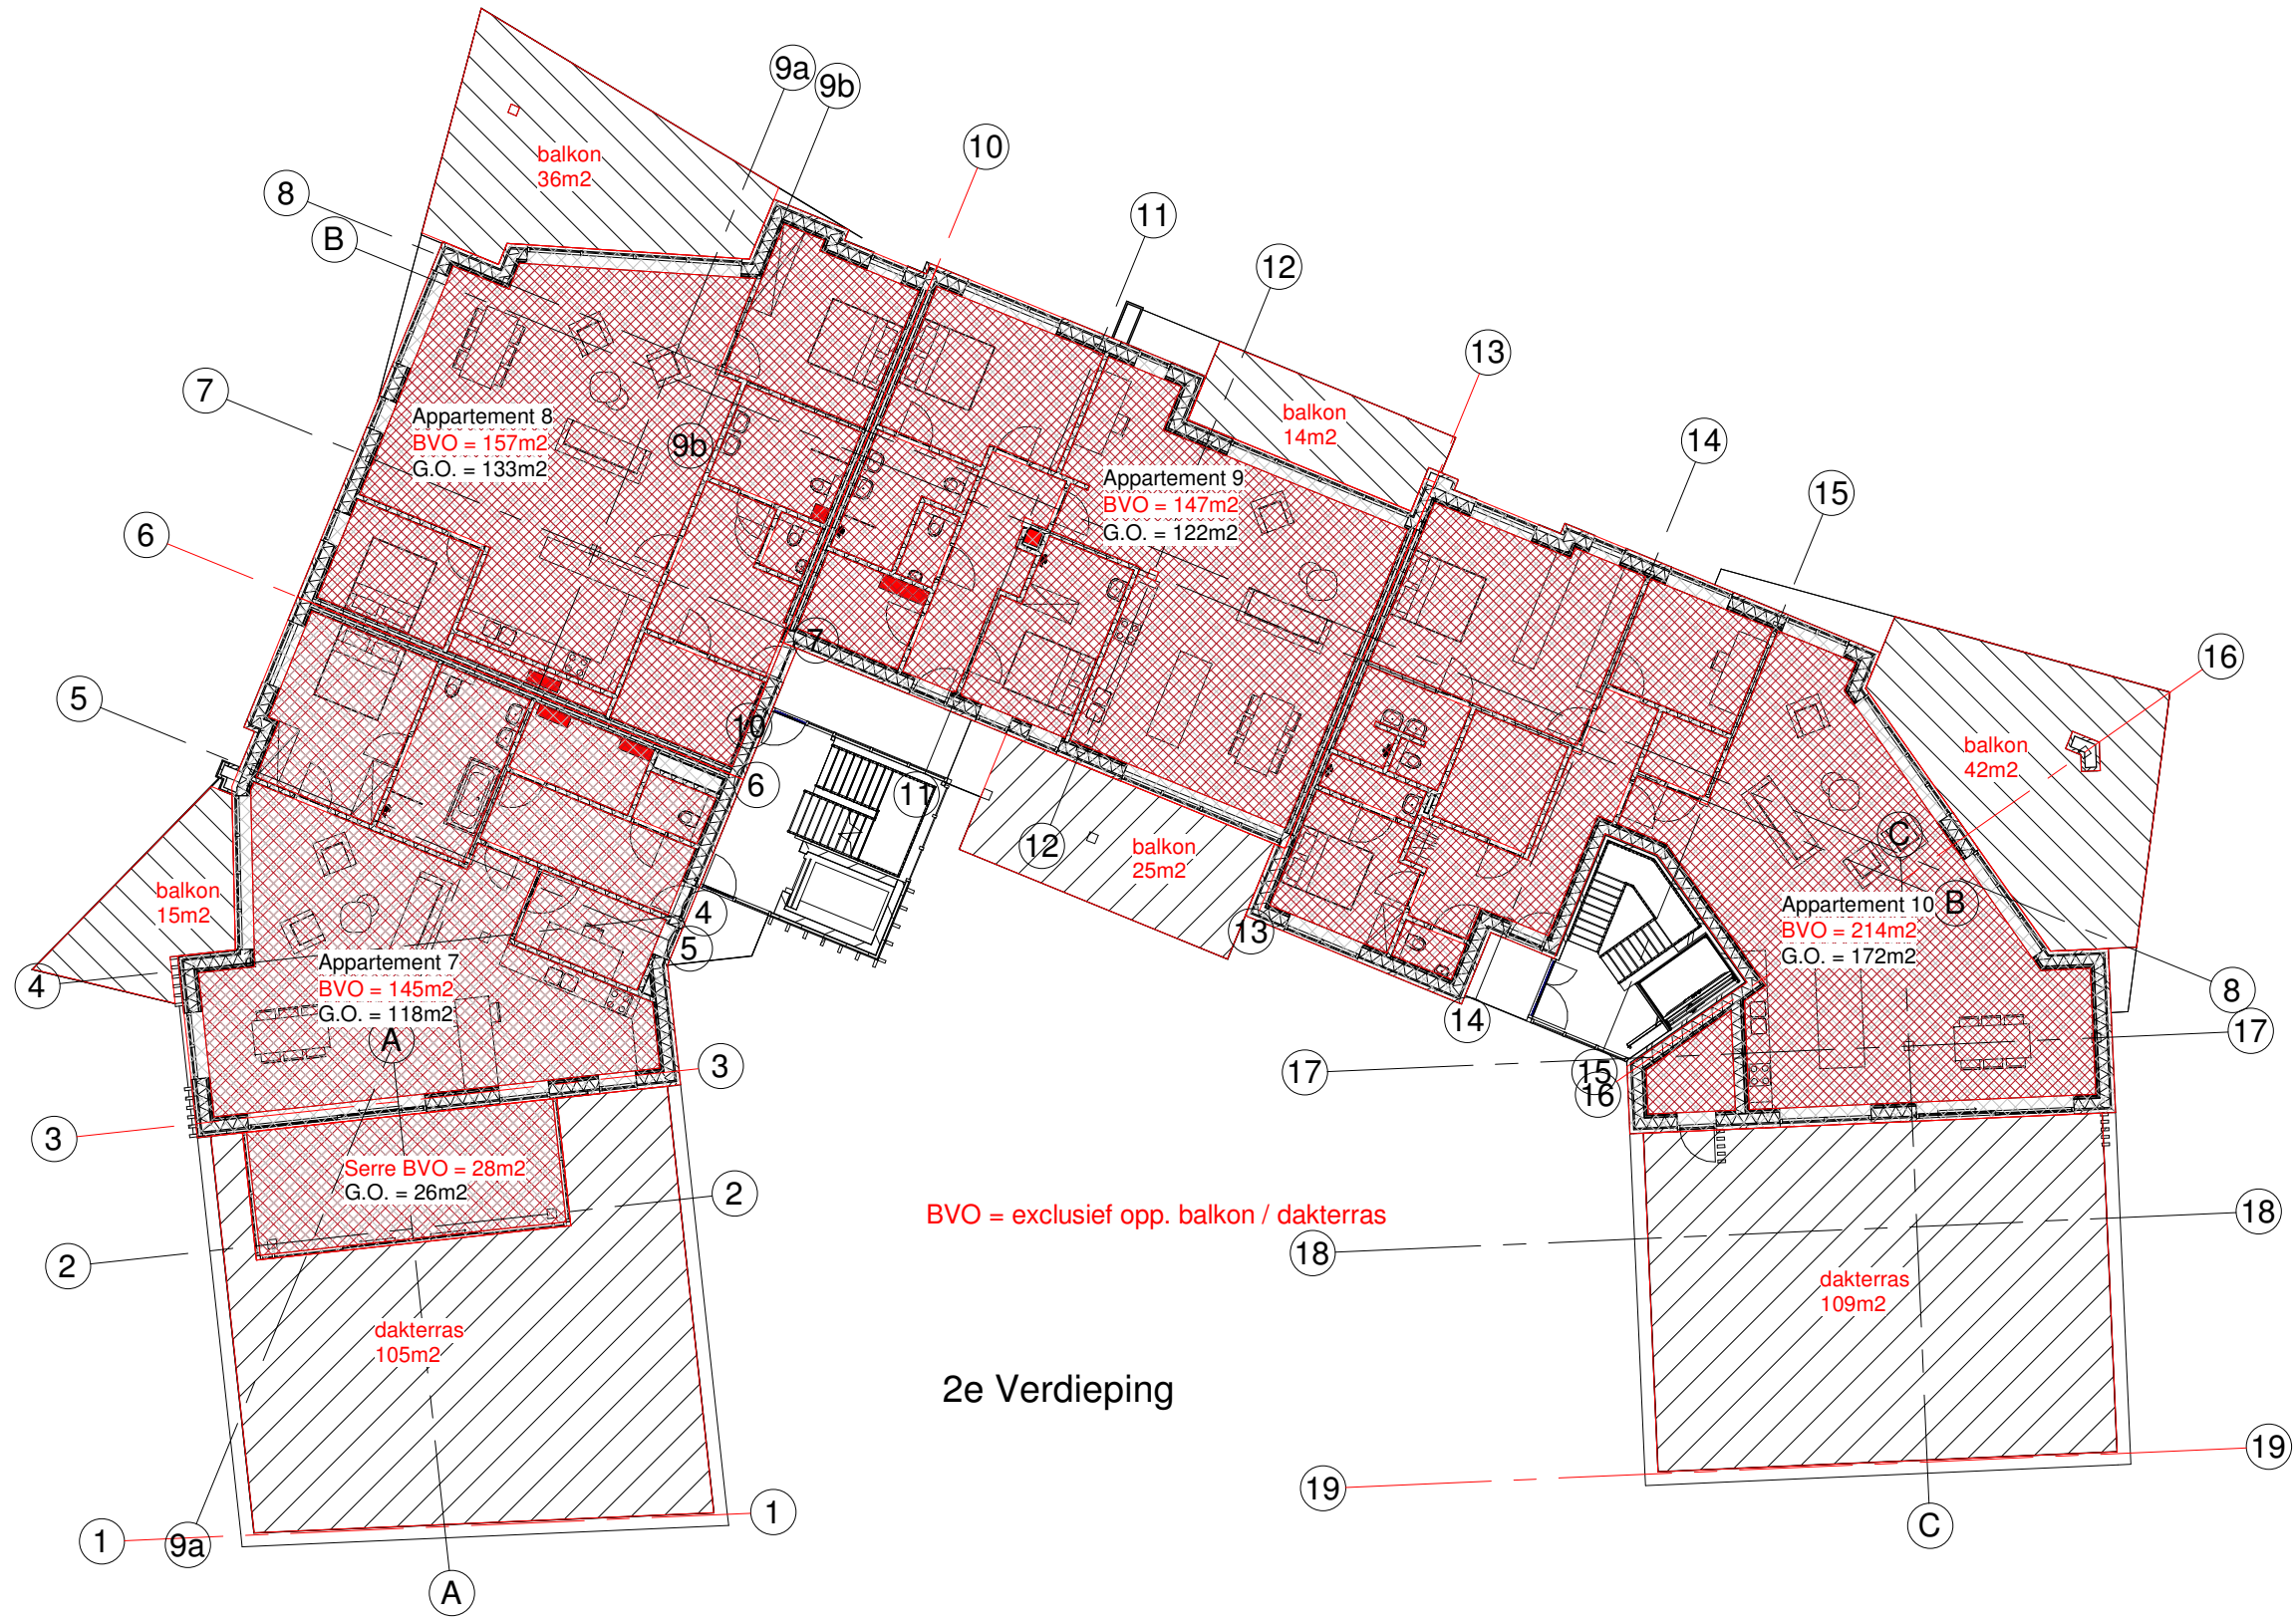 9a
9b
10
balkon
36m2
8
B
11
12
13
7
Appartement 8
BVO = 157m2
G.O. = 133m2
9b
balkon
14m2
14
Appartement 9
BVO = 147m2
G.O. = 122m2
15
6
7
16
5
10
6
11
balkon
42m2
12
balkon
25m2
C
balkon
15m2
4
5
13
Appartement 10
BVO = 214m2
G.O. = 172m2
B
4
Appartement 7
BVO = 145m2
G.O. = 118m2
A
14
8
17
3
17
15
16
3
Serre BVO = 28m2
G.O. = 26m2
2
BVO = exclusief opp. balkon / dakterras
18
2
18
dakterras
109m2
dakterras
105m2
2e Verdieping
19
19
1
1
9a
C
A